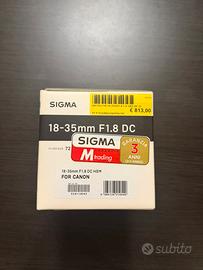 € 813,00
SIGMA
18-35mm F1.8 DC
72
SIGMA
M trading
GARANZIA
3
ANNI
18-35mm F1.8 DC HSM
FOR CANON
subito